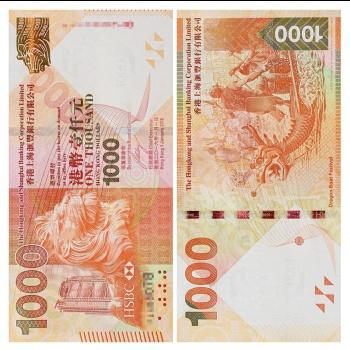 The Hongkong and Shanghai Banking Corporation Limited
香港上海滙豐銀行有限公司
港幣壹仟元
ONE THOUSAND
HONG KONG DOLLARS
1000
HSBC
1000
1000
The Hongkong and Shanghai Banking Corporation Limited
香港上海滙豐銀行有限公司
Dragon Boat Festival
1000